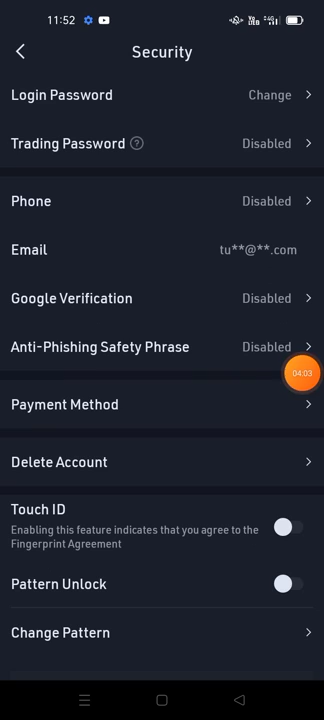 11:52
Security
Login Password Change
Trading Password ? Disabled
Phone Disabled
Email tu**@**.com
Google Verification Disabled
Anti-Phishing Safety Phrase Disabled
04:03
Payment Method
Delete Account
Touch ID
Enabling this feature indicates that you agree to the
Fingerprint Agreement
Pattern Unlock
Change Pattern